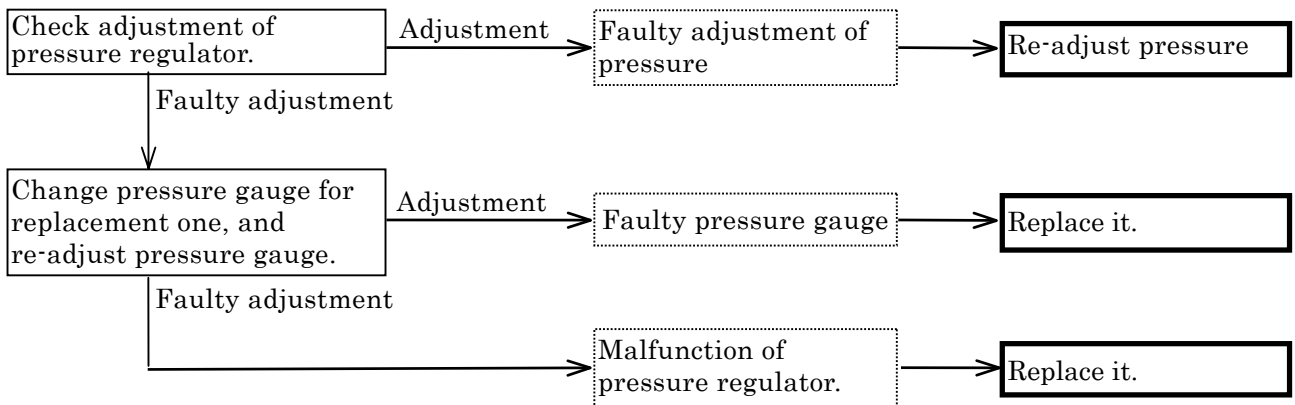 Check adjustment of
pressure regulator.
Adjustment
Faulty adjustment of
pressure
Re-adjust pressure
Faulty adjustment
Change pressure gauge for
replacement one, and
re-adjust pressure gauge.
Adjustment
Faulty pressure gauge
Replace it.
Faulty adjustment
Malfunction of
pressure regulator.
Replace it.